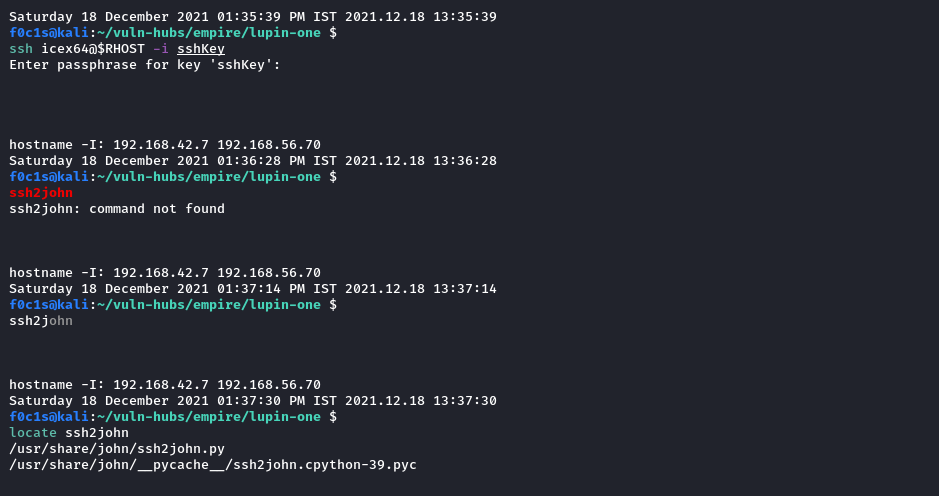 Saturday 18 December 2021 01:35:39 PM IST 2021.12.18 13:35:39
f0c1s@kali:~/vuln-hubs/empire/lupin-one $
ssh icex64@$RHOST -i sshKey
Enter passphrase for key 'sshKey':
hostname -I: 192.168.42.7 192.168.56.70
Saturday 18 December 2021 01:36:28 PM IST 2021.12.18 13:36:28
f0c1s@kali:~/vuln-hubs/empire/lupin-one $
ssh2john
ssh2john: command not found
hostname -I: 192.168.42.7 192.168.56.70
Saturday 18 December 2021 01:37:14 PM IST 2021.12.18 13:37:14
f0c1s@kali:~/vuln-hubs/empire/lupin-one $
ssh2john
hostname -I: 192.168.42.7 192.168.56.70
Saturday 18 December 2021 01:37:30 PM IST 2021.12.18 13:37:30
f0c1s@kali:~/vuln-hubs/empire/lupin-one $
locate ssh2john
/usr/share/john/ssh2john.py
/usr/share/john/__pycache__/ssh2john.cpython-39.pyc